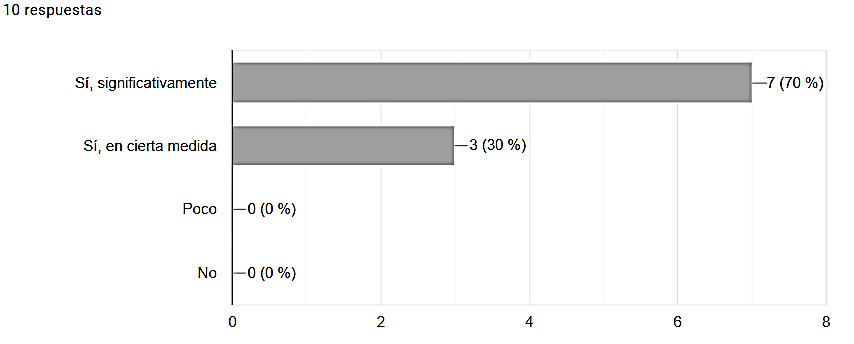 10 respuestas
Sí, significativamente
7 (70 %)
Sí, en cierta medida
3 (30 %)
Poco
0 (0 %)
No
0 (0 %)
0 2 4 6 8